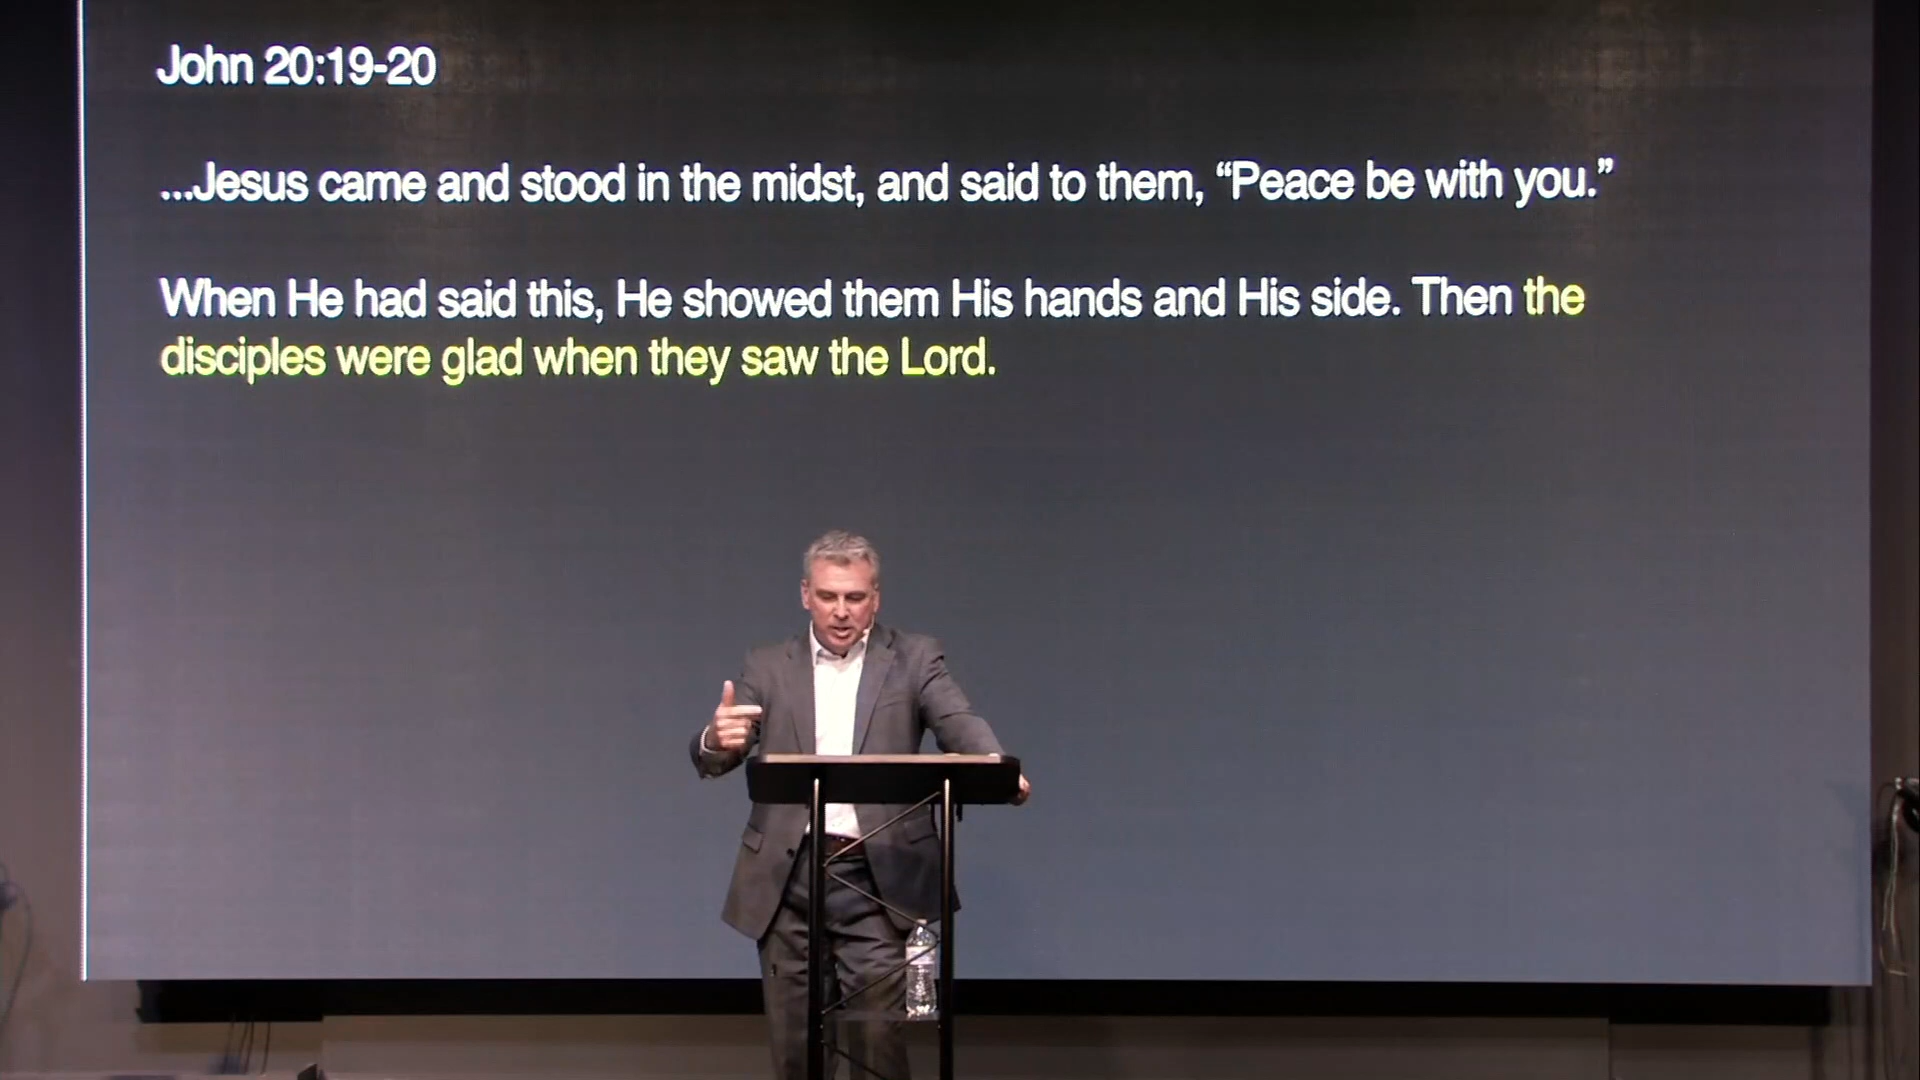 John 20:19-20
...Jesus came and stood in the midst, and said to them, “Peace be with you.”
When He had said this, He showed them His hands and His side. Then the
disciples were glad when they saw the Lord.